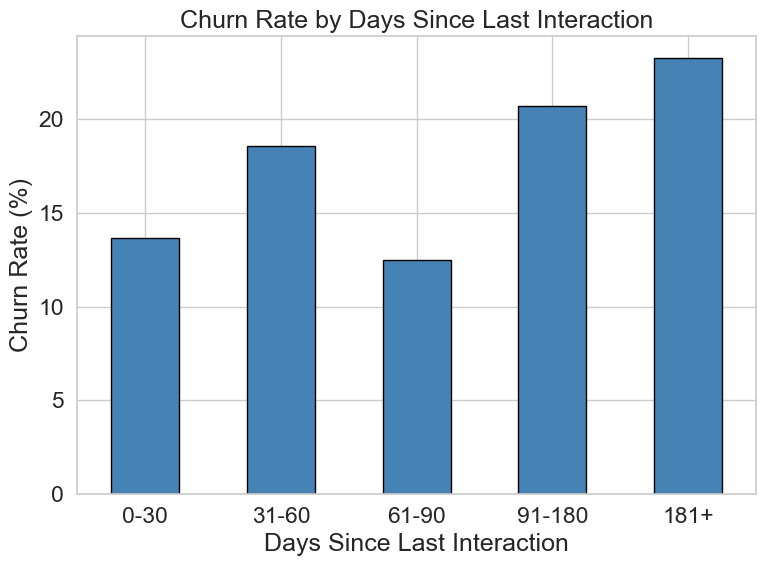 Churn Rate by Days Since Last Interaction
Churn Rate (%)
20
15
10
5
0
0-30 31-60 61-90 91-180 181+
Days Since Last Interaction